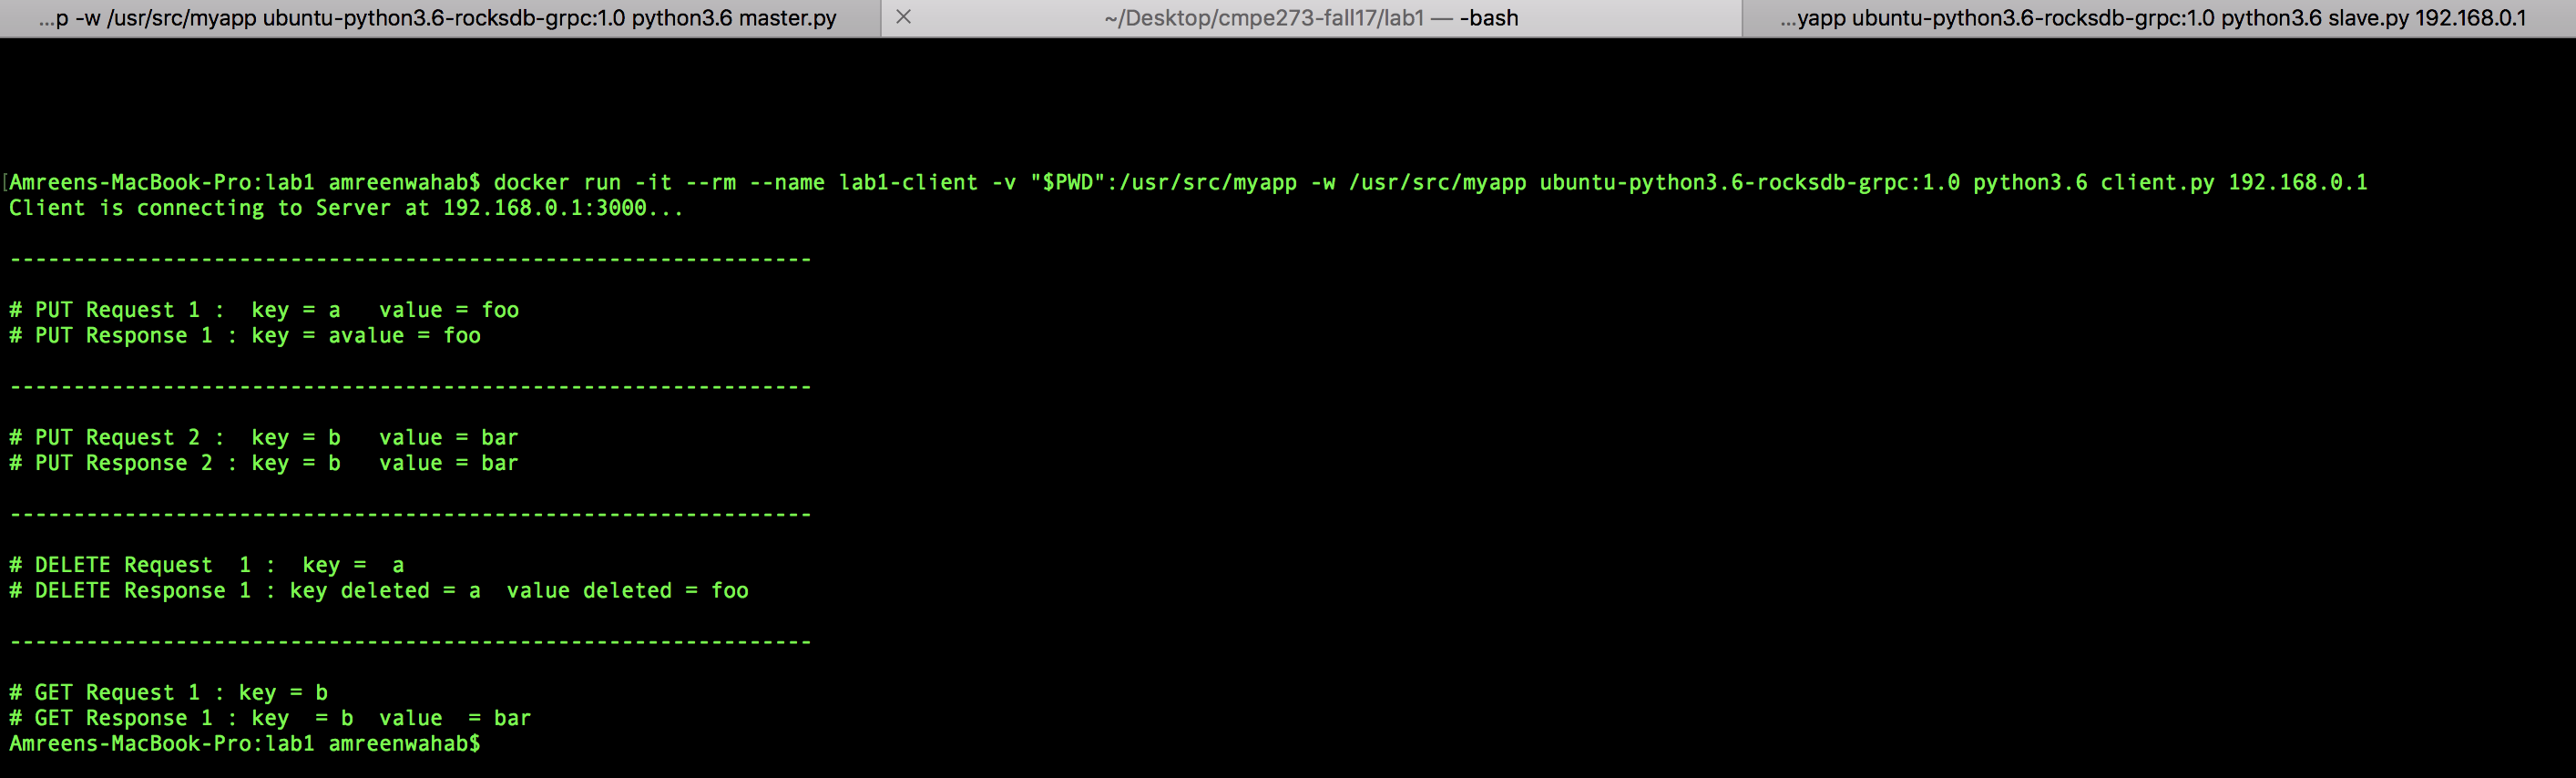 ...p -w /usr/src/myapp ubuntu-python3.6-rocksdb-grpc:1.0 python3.6 master.py
~/Desktop/cmpe273-fall17/lab1 — -bash
...yapp ubuntu-python3.6-rocksdb-grpc:1.0 python3.6 slave.py 192.168.0.1
[Amreens-MacBook-Pro:lab1 amreenwahab$ docker run -it --rm --name lab1-client -v "$PWD":/usr/src/myapp -w /usr/src/myapp ubuntu-python3.6-rocksdb-grpc:1.0 python3.6 client.py 192.168.0.1
Client is connecting to Server at 192.168.0.1:3000...
---------------------------------------------------------------
# PUT Request 1 :  key = a   value = foo
# PUT Response 1 : key = avalue = foo
---------------------------------------------------------------
# PUT Request 2 :  key = b   value = bar
# PUT Response 2 : key = b   value = bar
---------------------------------------------------------------
# DELETE Request  1 :  key =  a
# DELETE Response 1 : key deleted = a  value deleted = foo
---------------------------------------------------------------
# GET Request 1 : key = b
# GET Response 1 : key  = b  value  = bar
Amreens-MacBook-Pro:lab1 amreenwahab$